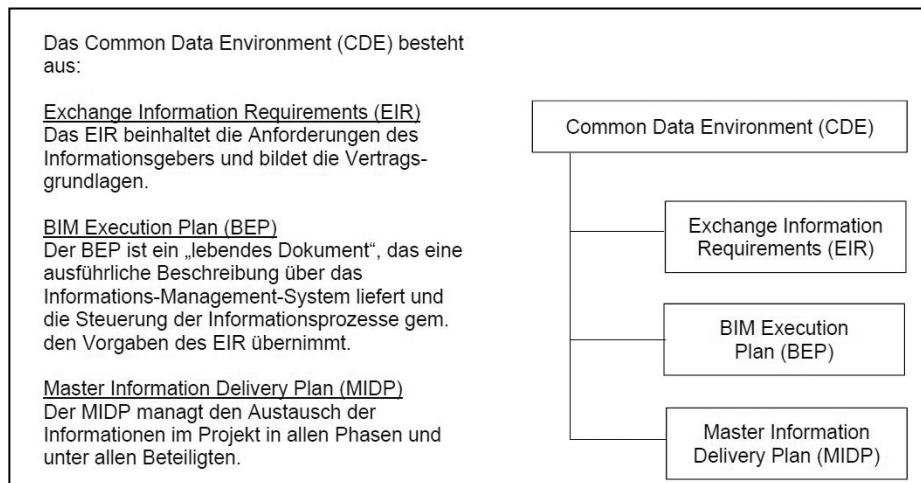 Das Common Data Environment (CDE) besteht
aus:
Exchange Information Requirements (EIR)
Das EIR beinhaltet die Anforderungen des
Informationsgebers und bildet die Vertrags-
grundlagen.
BIM Execution Plan (BEP)
Der BEP ist ein „lebendes Dokument“, das eine
ausführliche Beschreibung über das
Informations-Management-System liefert und
die Steuerung der Informationsprozesse gem.
den Vorgaben des EIR übernimmt.
Master Information Delivery Plan (MIDP)
Der MIDP managt den Austausch der
Informationen im Projekt in allen Phasen und
unter allen Beteiligten.
Common Data Environment (CDE)
Exchange Information
Requirements (EIR)
BIM Execution
Plan (BEP)
Master Information
Delivery Plan (MIDP)